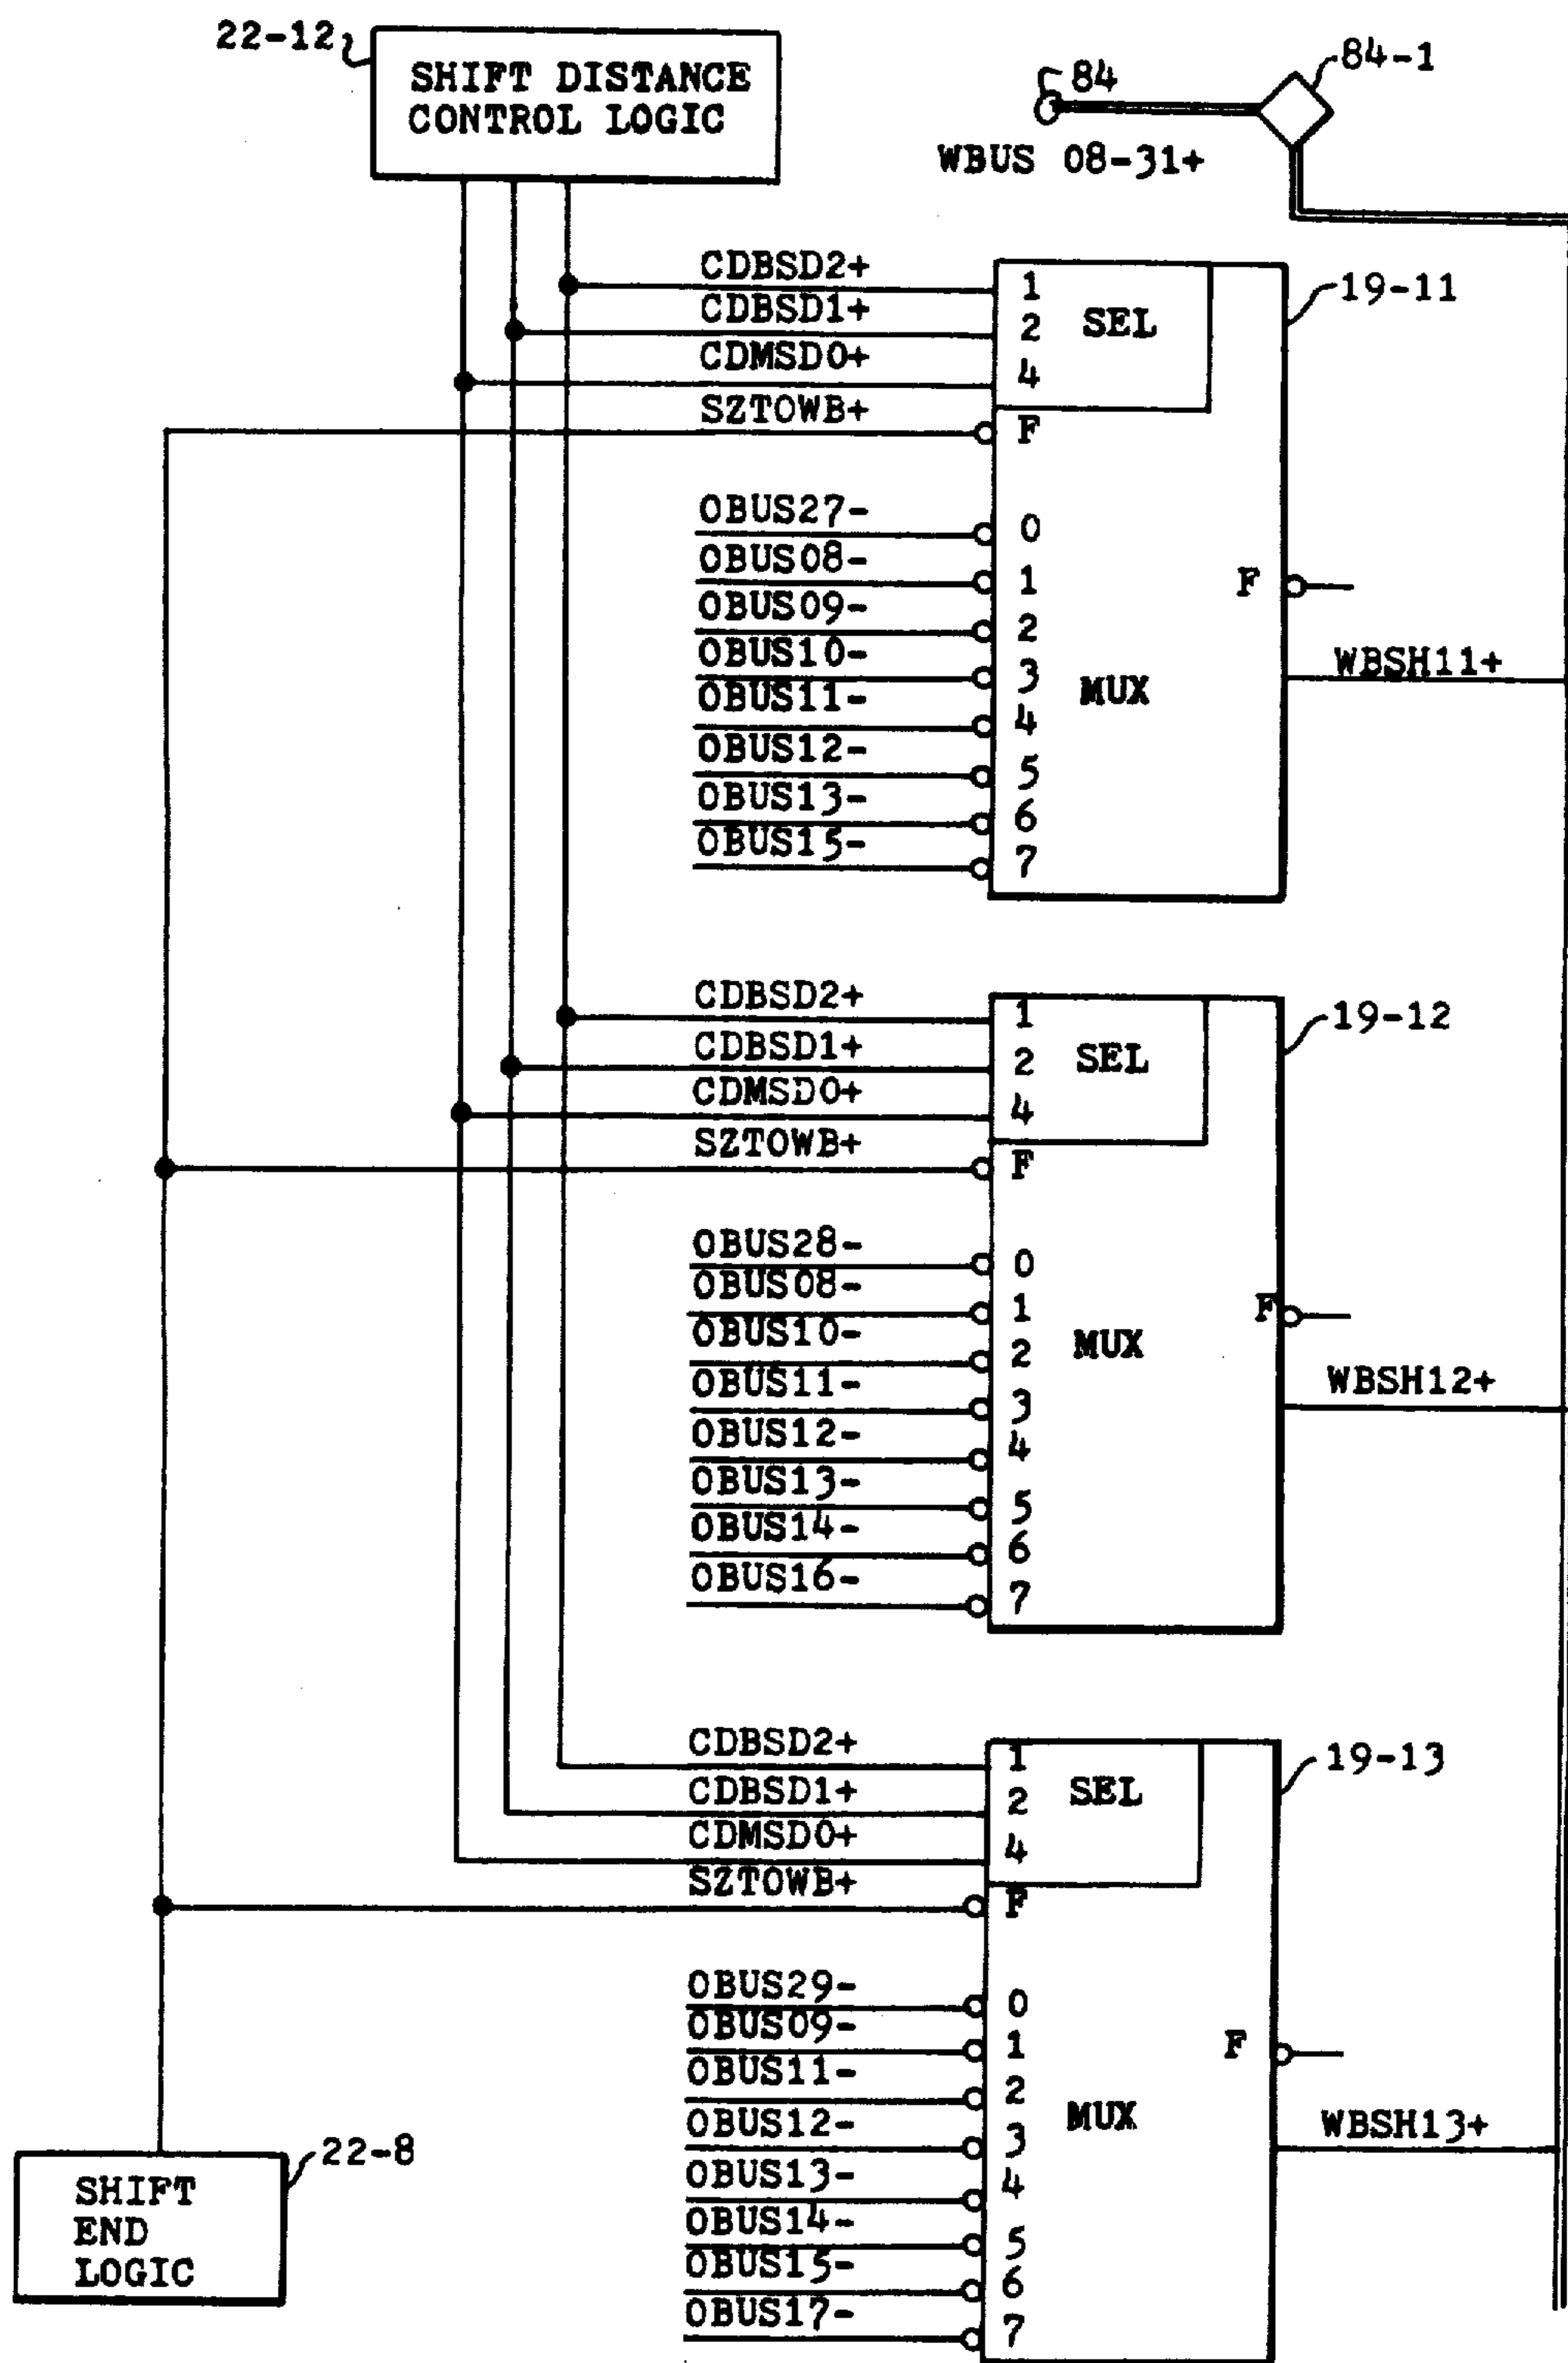 22-12
SHIFT DISTANCE
CONTROL LOGIC
84
84-1
WBUS 08-31+
CDBSD2+
1
SEL
19-11
CDBSD1+
2
CDMSD0+
4
SZTOWB+
F
OBUS27-
0
OBUS08-
1
F
OBUS09-
2
OBUS10-
3
MUX
WBSH11+
OBUS11-
4
OBUS12-
5
OBUS13-
6
OBUS15-
7
CDBSD2+
1
SEL
19-12
CDBSD1+
2
CDMSD0+
4
SZTOWB+
F
OBUS28-
0
OBUS08-
1
F
OBUS10-
2
MUX
OBUS11-
3
WBSH12+
OBUS12-
4
OBUS13-
5
OBUS14-
6
OBUS16-
7
CDBSD2+
1
SEL
19-13
CDBSD1+
2
CDMSD0+
4
SZTOWB+
F
OBUS29-
0
OBUS09-
1
F
OBUS11-
2
MUX
OBUS12-
3
WBSH13+
OBUS13-
4
OBUS14-
5
OBUS15-
6
OBUS17-
7
22-8
SHIFT
END
LOGIC